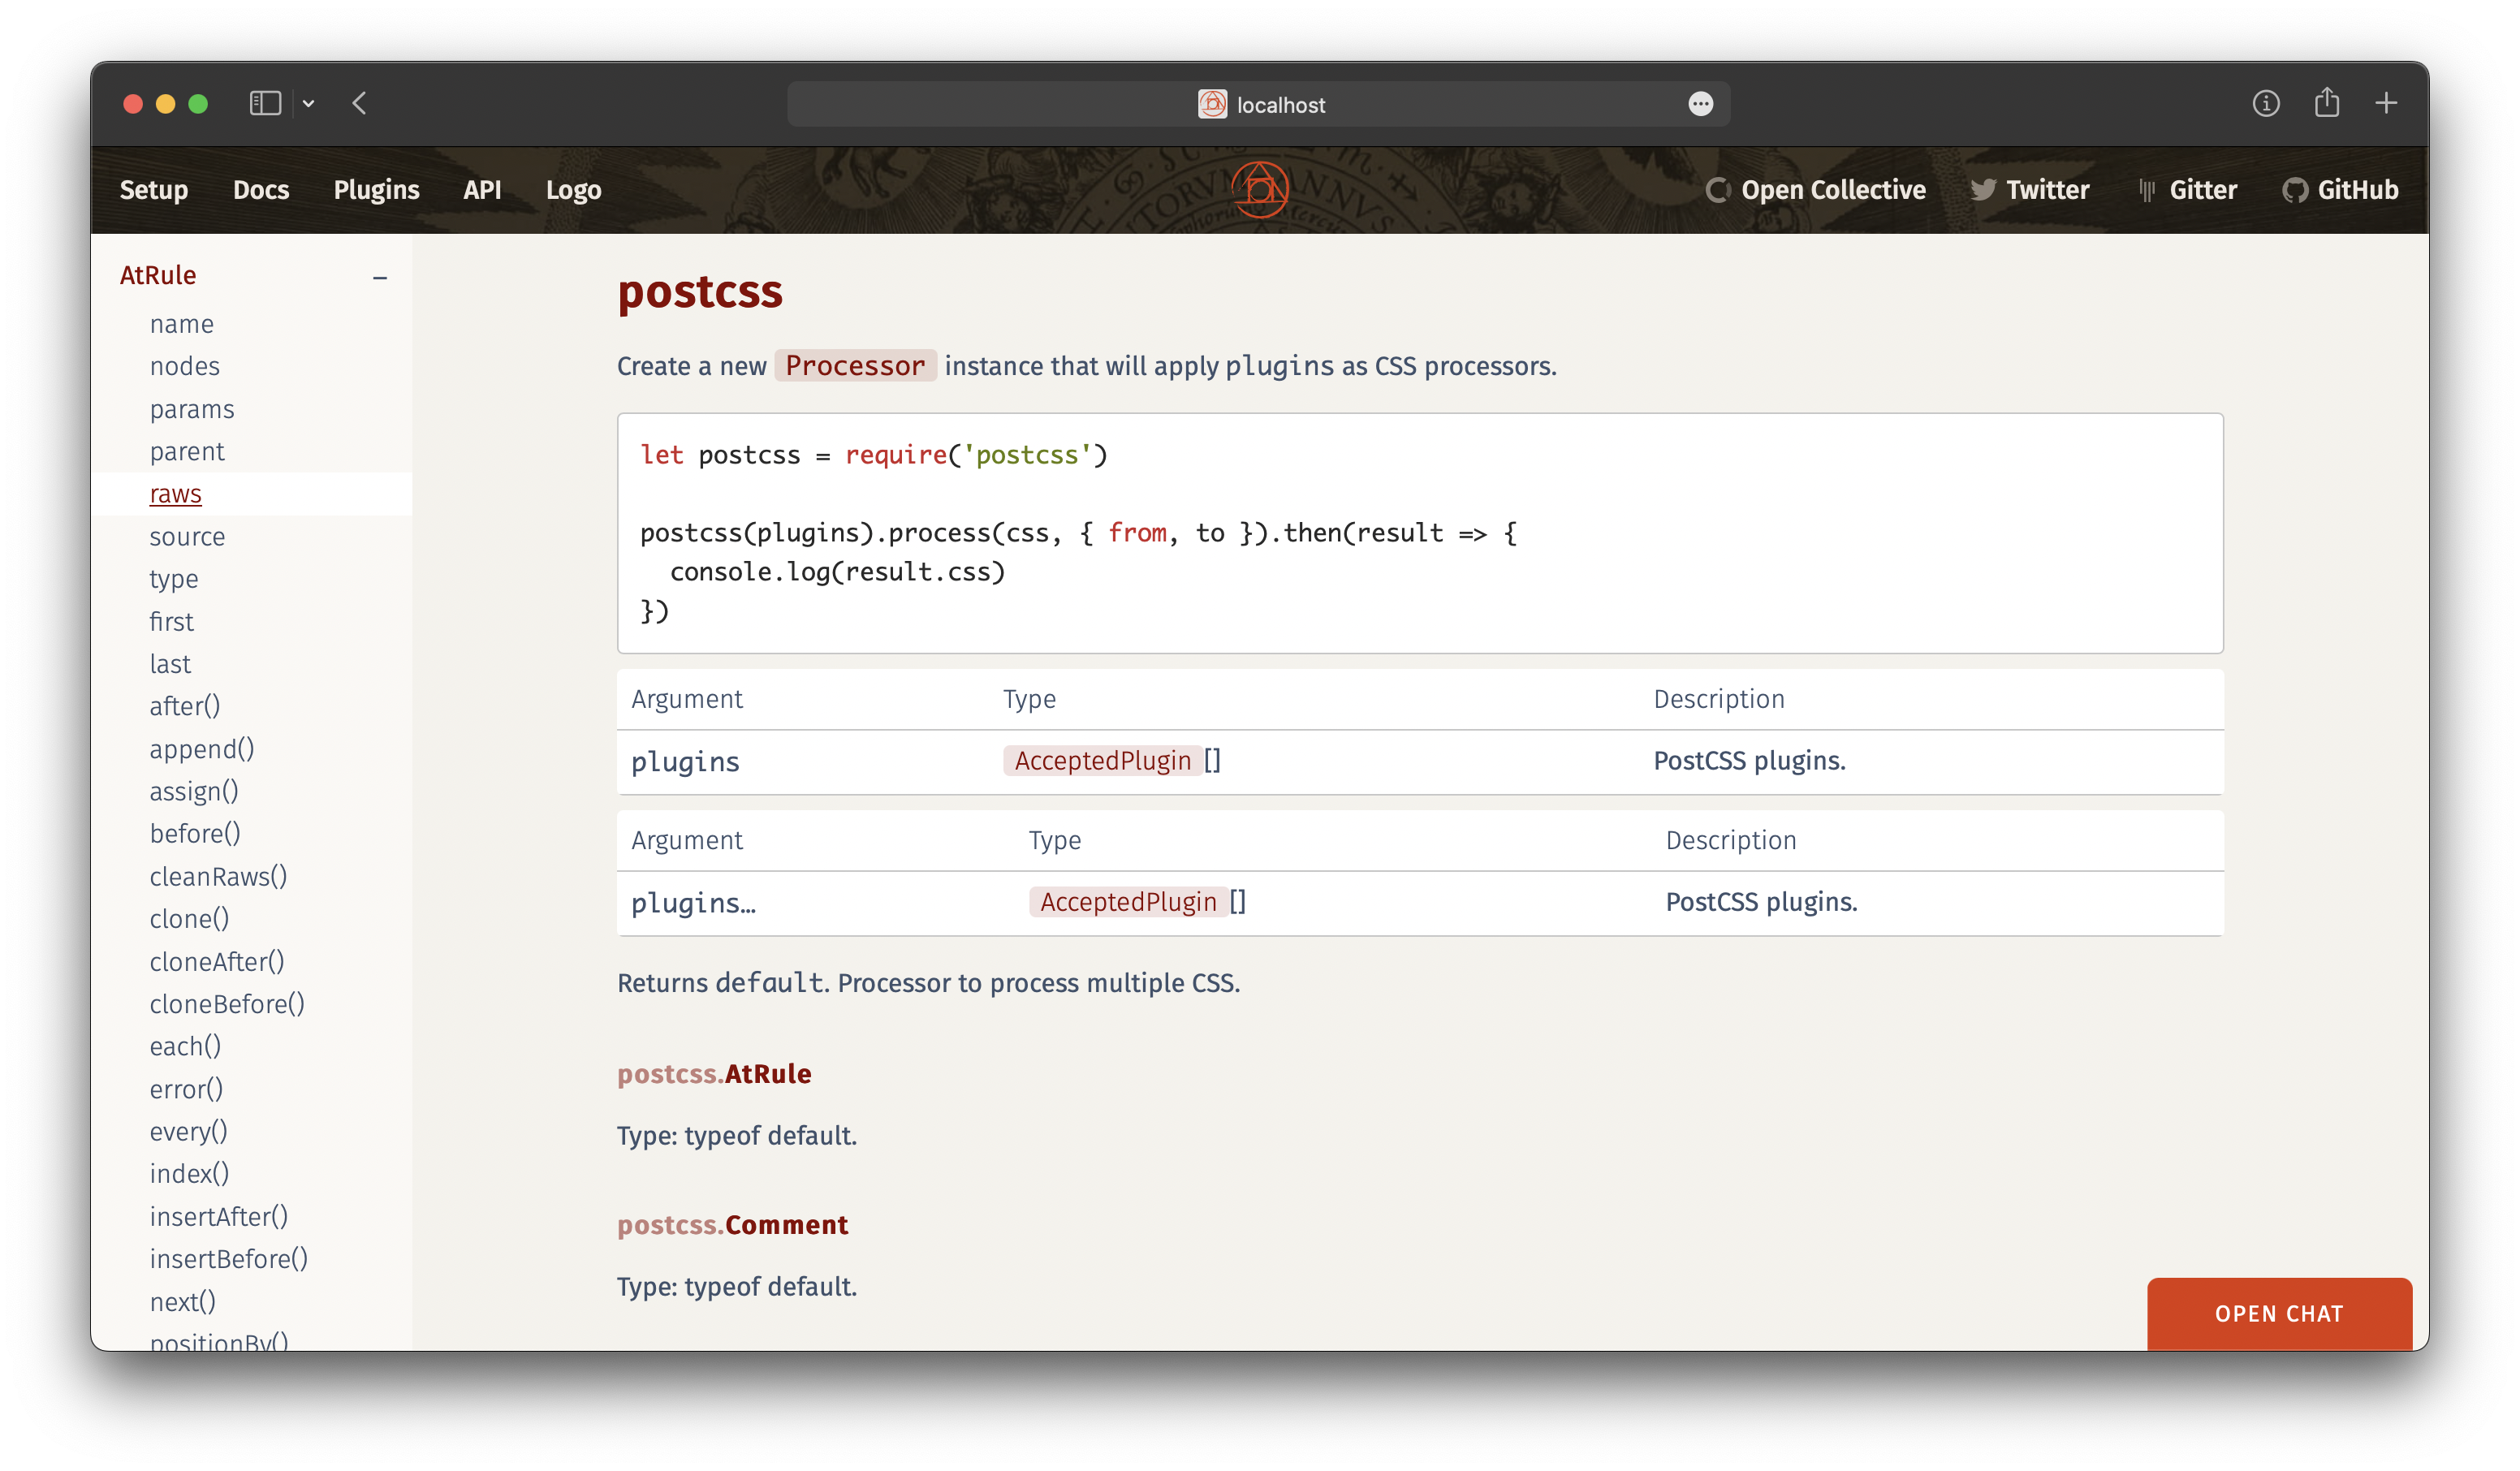 localhost
Setup Docs Plugins API Logo Open Collective Twitter Gitter GitHub
AtRule –
name
nodes
params
parent
raws
source
type
first
last
after()
append()
assign()
before()
cleanRaws()
clone()
cloneAfter()
cloneBefore()
each()
error()
every()
index()
insertAfter()
insertBefore()
next()
positionBy()
postcss
Create a new Processor instance that will apply plugins as CSS processors.
let postcss = require('postcss')
postcss(plugins).process(css, { from, to }).then(result => {
console.log(result.css)
})
Argument Type Description
plugins AcceptedPlugin [] PostCSS plugins.
Argument Type Description
plugins… AcceptedPlugin [] PostCSS plugins.
Returns default. Processor to process multiple CSS.
postcss.AtRule
Type: typeof default.
postcss.Comment
Type: typeof default.
OPEN CHAT